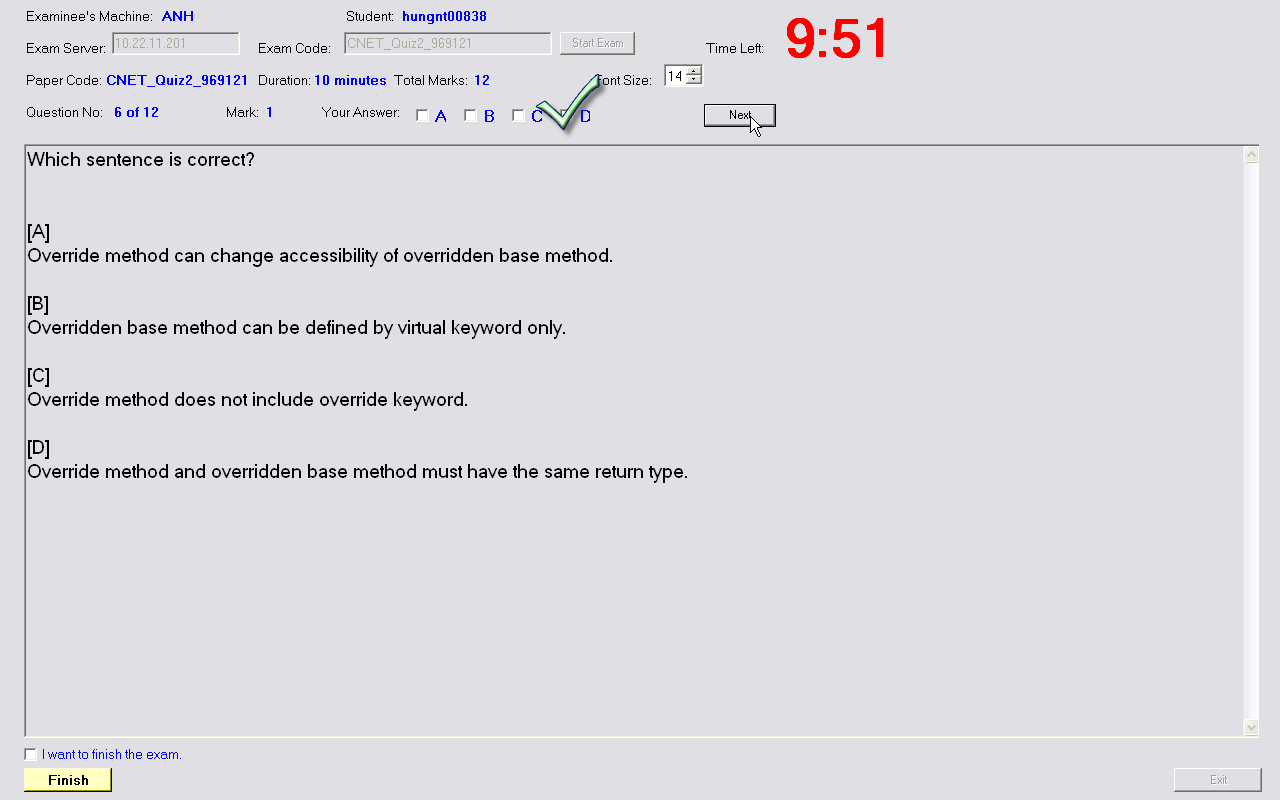 Examinee's Machine: ANH Student: hungnt00838
Exam Server: 10.22.11.201 Exam Code: CNET_Quiz2_969121 Start Exam Time Left: 9:51
Paper Code: CNET_Quiz2_969121 Duration: 10 minutes Total Marks: 12 Font Size: 14
Question No: 6 of 12 Mark: 1 Your Answer: A B C D Next
Which sentence is correct?
[A]
Override method can change accessibility of overridden base method.
[B]
Overridden base method can be defined by virtual keyword only.
[C]
Override method does not include override keyword.
[D]
Override method and overridden base method must have the same return type.
I want to finish the exam.
Finish Exit